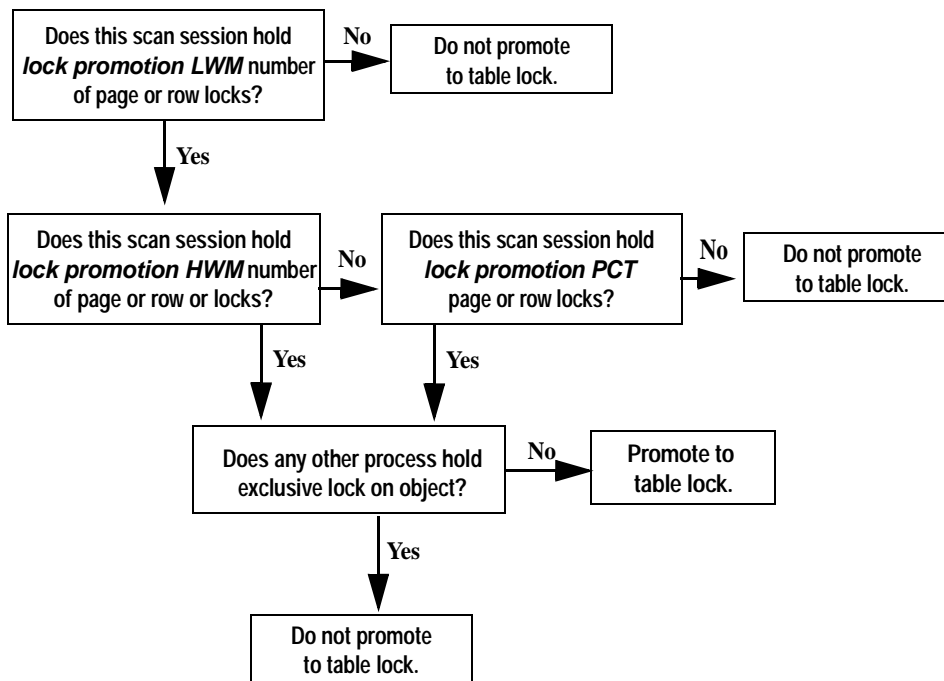 Does this scan session hold
lock promotion LWM number
of page or row locks?
No
Do not promote
to table lock.
Yes
Does this scan session hold
lock promotion HWM number
of page or row or locks?
No
Does this scan session hold
lock promotion PCT
page or row locks?
No
Do not promote
to table lock.
Yes
Yes
Does any other process hold
exclusive lock on object?
No
Promote to
table lock.
Yes
Do not promote
to table lock.